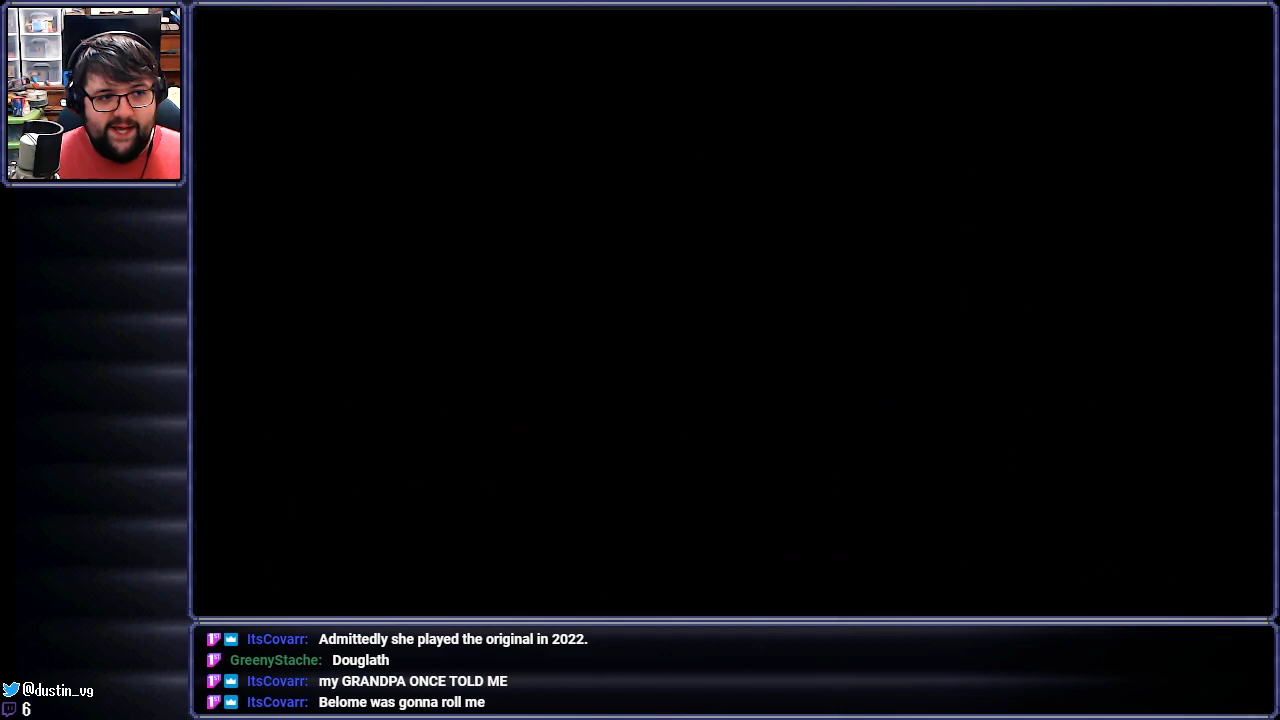 ItsCovarr: Admittedly she played the original in 2022.
GreenyStache: Douglath
ItsCovarr: my GRANDPA ONCE TOLD ME
ItsCovarr: Belome was gonna roll me
@dustin_vg
6